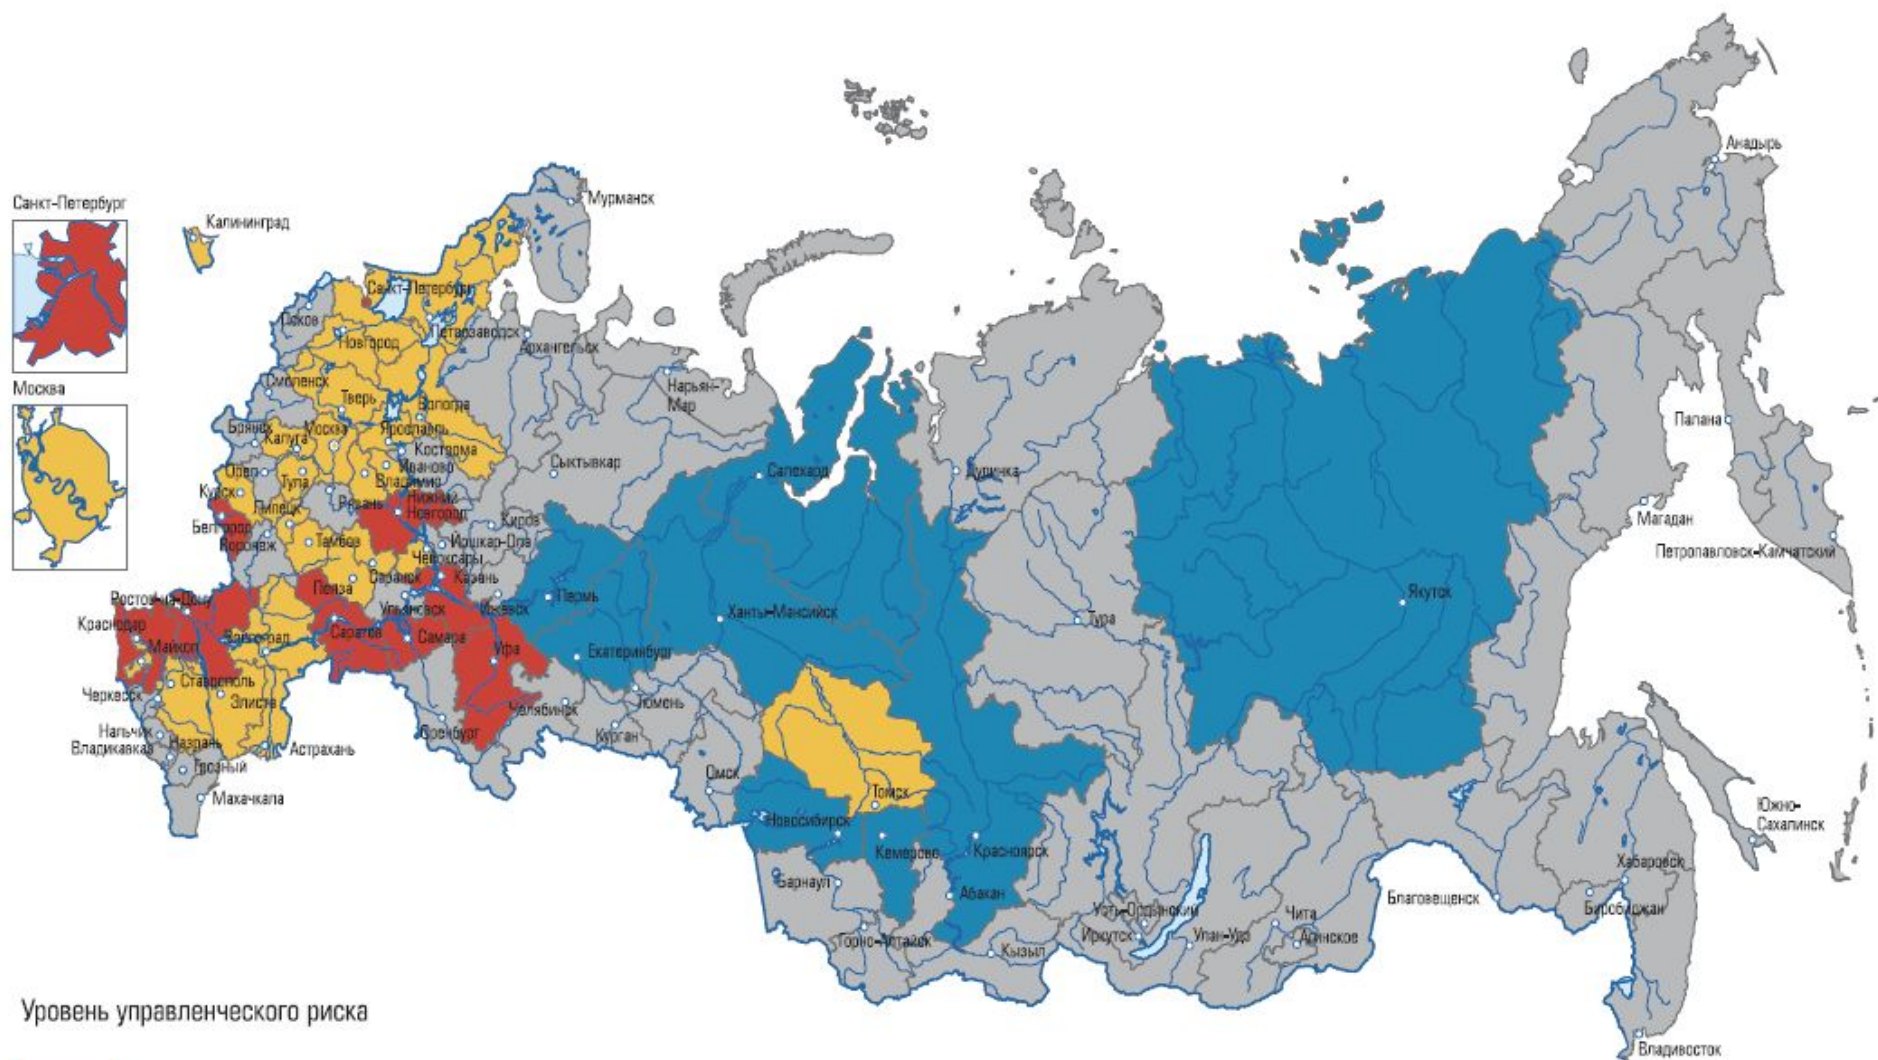 Санкт-Петербург
Москва
Калининград
Мурманск
Анадырь
Санкт-Петербург
Псков
Петрозаводск
Новгород
Архангельск
Нарьян-
Мар
Смоленск
Тверь
Вологда
Брянск
Калуга
Москва
Ярославль
Кострома
Иваново
Сыктывкар
Салехард
Дудинка
Палана
Орел
Тула
Владимир
Курск
Рязань
Нижний
Новгород
Магадан
Липецк
Киров
Белгород
Воронеж
Тамбов
Йошкар-Ола
Чебоксары
Петропавловск-Камчатский
Саранск
Казань
Пенза
Ульяновск
Ижевск
Пермь
Ханты-Мансийск
Якутск
Ростов-на-Дону
Краснодар
Майкоп
Волгоград
Саратов
Самара
Уфа
Екатеринбург
Тура
Ставрополь
Черкесск
Элиста
Челябинск
Тюмень
Нальчик
Владикавказ
Назрань
Астрахань
Оренбург
Курган
Грозный
Махачкала
Омск
Томск
Новосибирск
Кемерово
Красноярск
Южно-
Сахалинск
Хабаровск
Барнаул
Абакан
Благовещенск
Биробиджан
Усть-Ордынский
Чита
Горно-Алтайск
Кызыл
Иркутск
Улан-Удэ
Агинское
Уровень управленческого риска
Владивосток